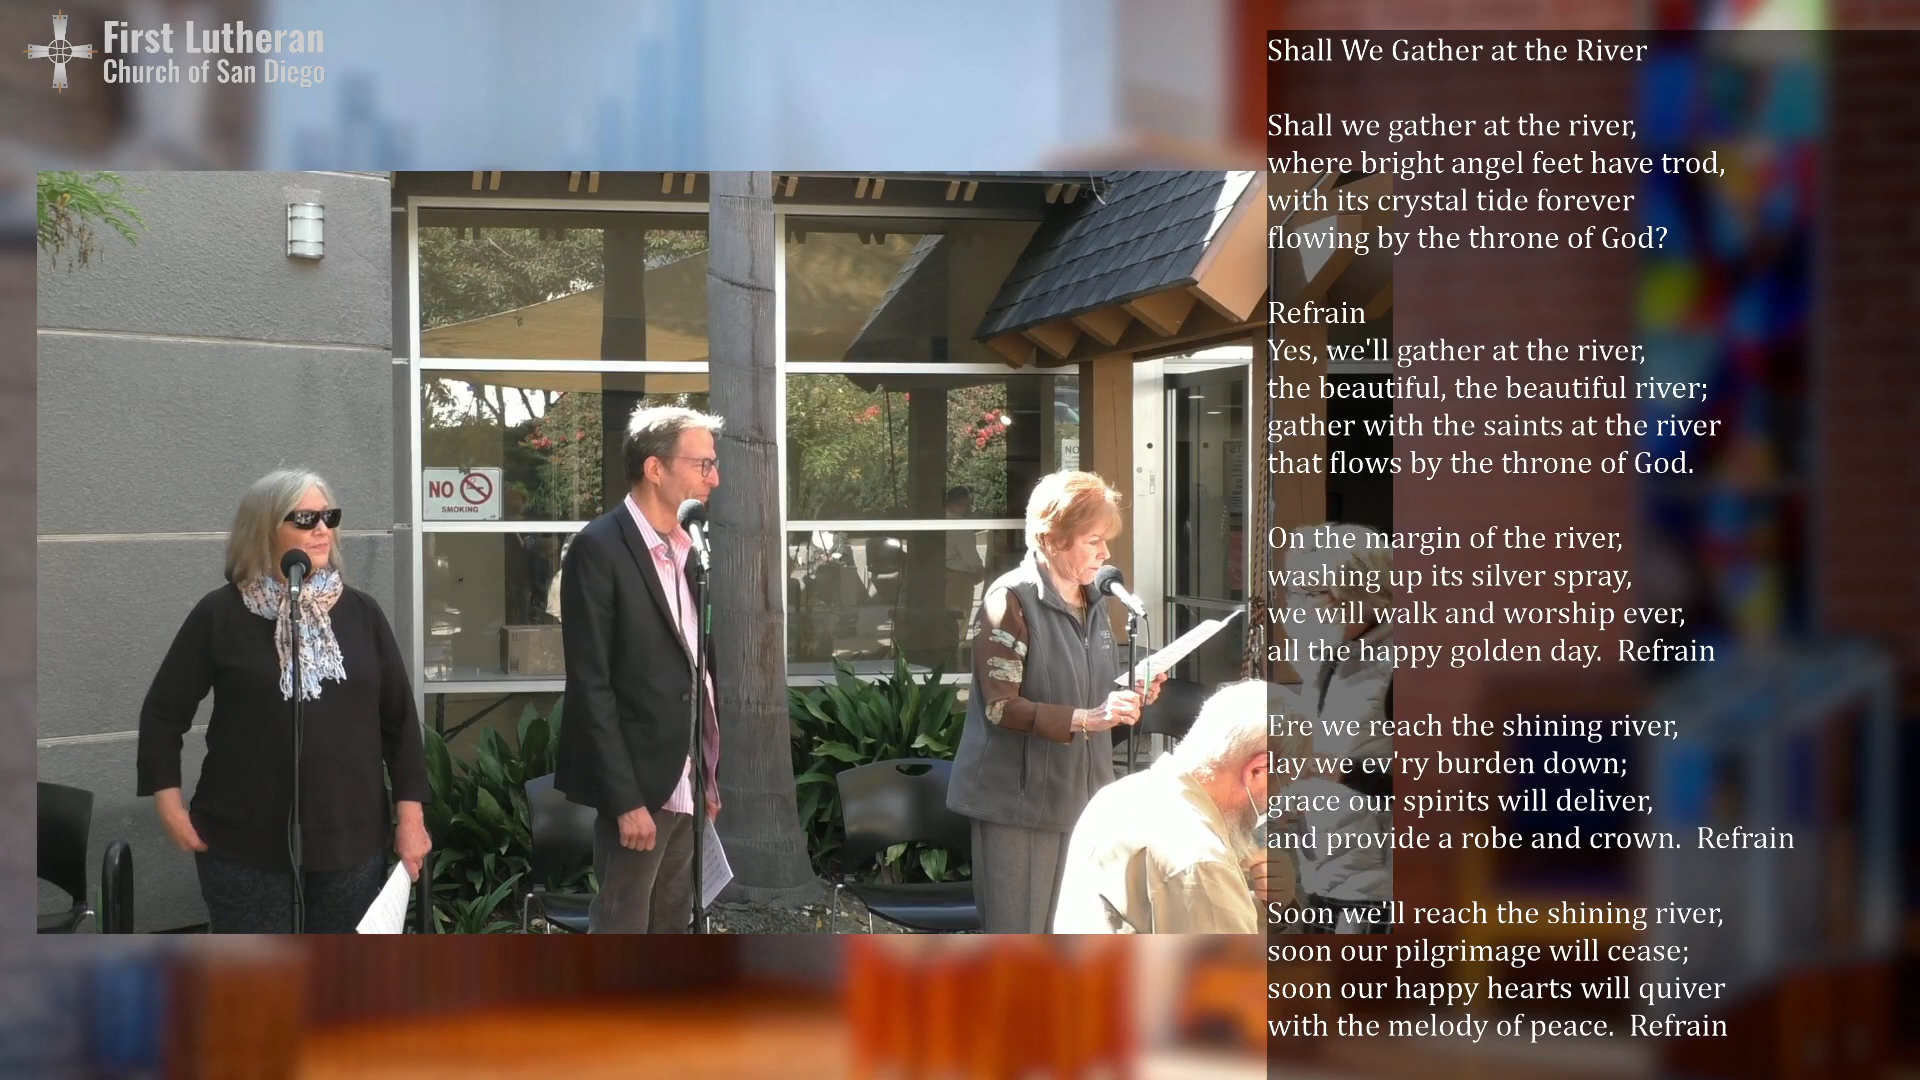 First Lutheran
Church of San Diego
Shall We Gather at the River
Shall we gather at the river,
where bright angel feet have trod,
with its crystal tide forever
flowing by the throne of God?
Refrain
Yes, we'll gather at the river,
the beautiful, the beautiful river;
gather with the saints at the river
that flows by the throne of God.
On the margin of the river,
washing up its silver spray,
we will walk and worship ever,
all the happy golden day.  Refrain
Ere we reach the shining river,
lay we ev'ry burden down;
grace our spirits will deliver,
and provide a robe and crown.  Refrain
Soon we'll reach the shining river,
soon our pilgrimage will cease;
soon our happy hearts will quiver
with the melody of peace.  Refrain
NO
SMOKING
NO